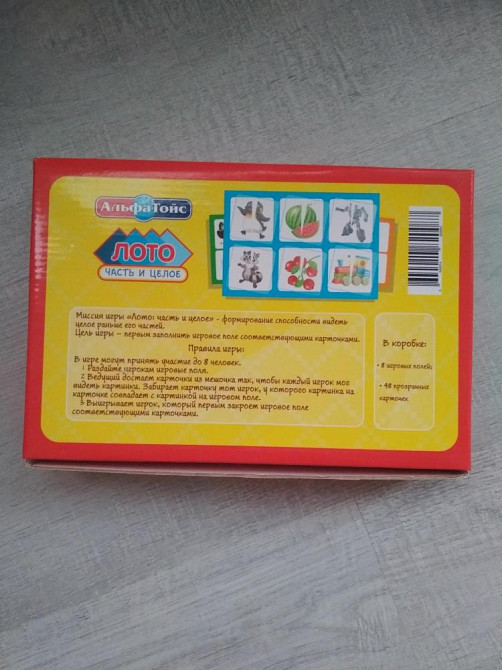 АльфаТойс
ЛОТО
ЧАСТЬ И ЦЕЛОЕ
Миссия игры «Лото: часть и целое» - формирование способности видеть
целое раньше его частей.
Цель игры — первым заполнить игровое поле соответствующими карточками.
Правила игры:
В игре могут принять участие до 8 человек.
1 Раздайте игрокам игровые поля.
2 Ведущий достает карточки из мешочка так, чтобы каждый игрок мог
видеть картинки. Забирает карточку тот игрок, у которого картинка на
карточке совпадает с картинкой на игровом поле.
3 Выигрывает игрок, который первым закроет игровое поле
соответствующими карточками.
В коробке:
• 8 игровых полей;
• 48 прозрачных
карточек